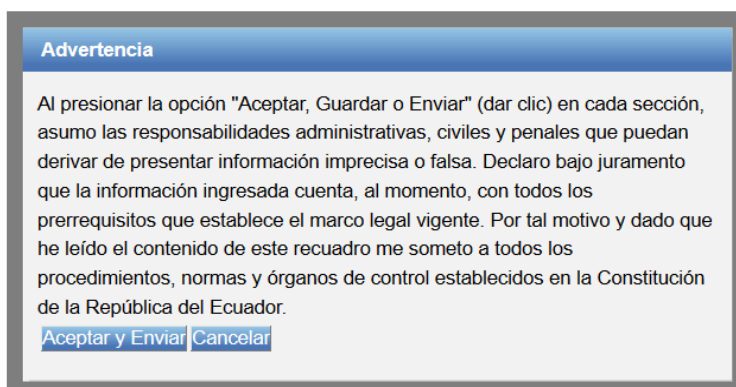 Advertencia
Al presionar la opción "Aceptar, Guardar o Enviar" (dar clic) en cada sección,
asumo las responsabilidades administrativas, civiles y penales que puedan
derivar de presentar información imprecisa o falsa. Declaro bajo juramento
que la información ingresada cuenta, al momento, con todos los
prerrequisitos que establece el marco legal vigente. Por tal motivo y dado que
he leído el contenido de este recuadro me someto a todos los
procedimientos, normas y órganos de control establecidos en la Constitución
de la República del Ecuador.
Aceptar y Enviar Cancelar